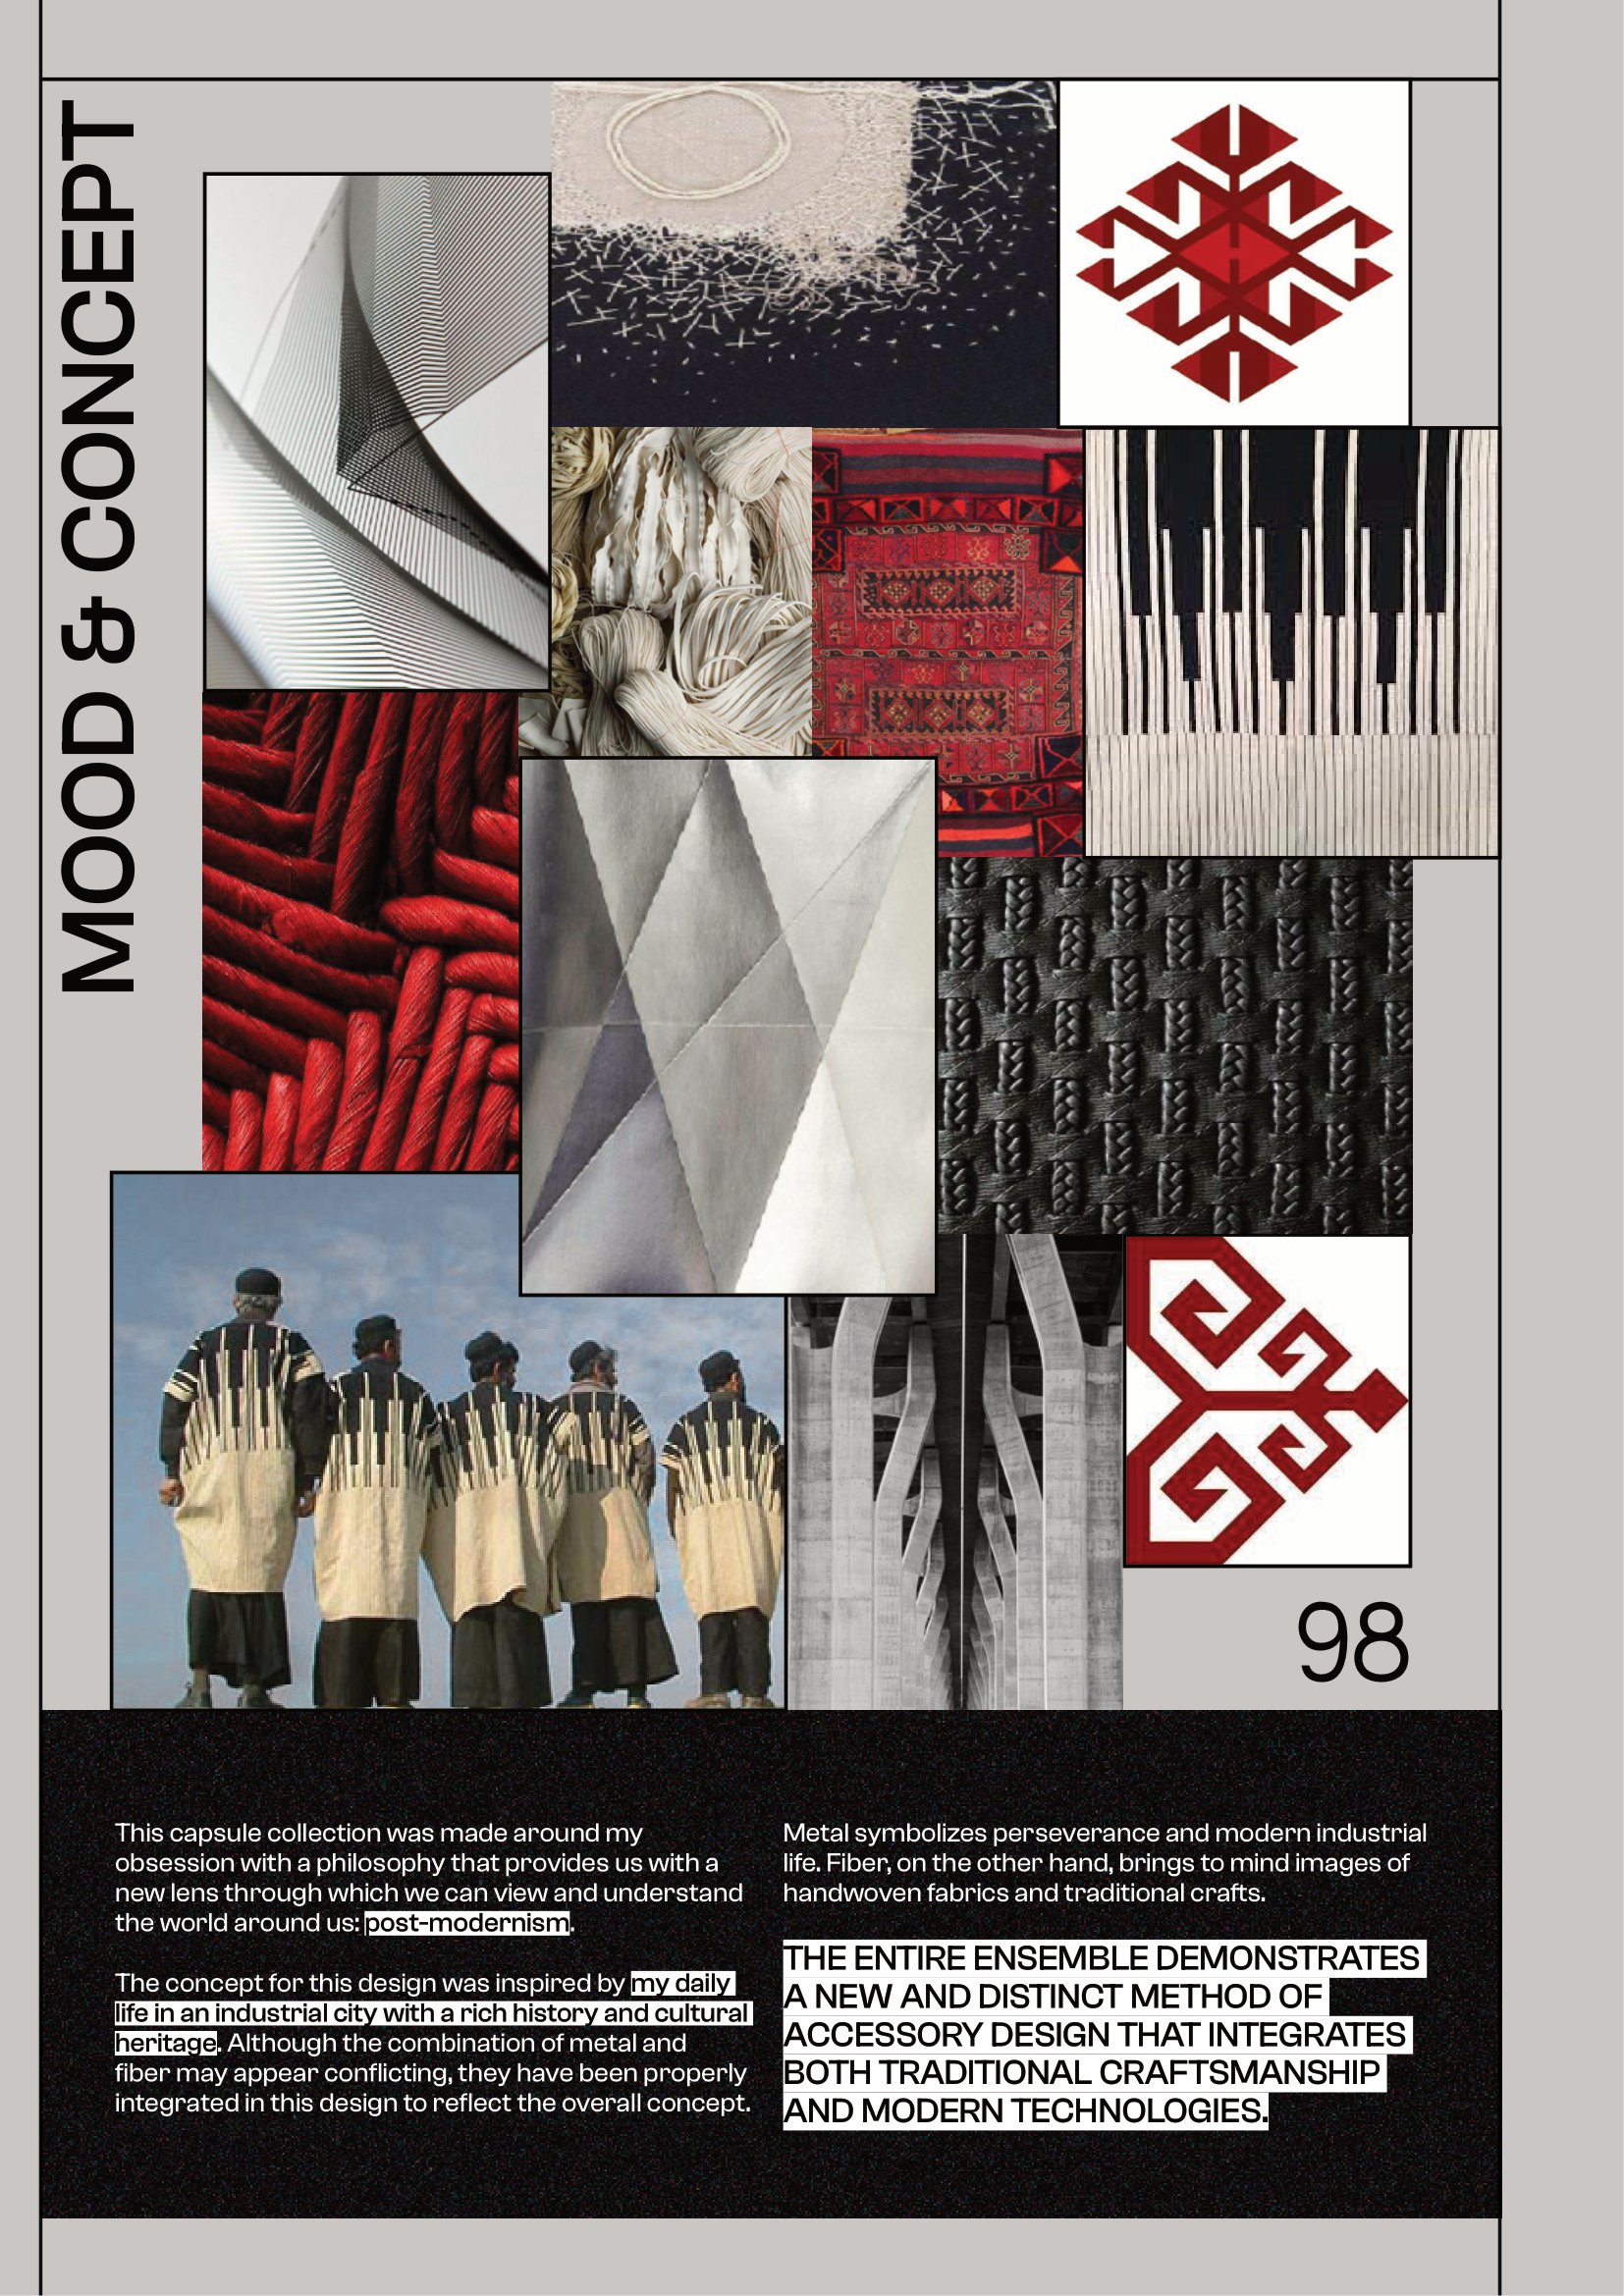 MOOD & CONCEPT
98
This capsule collection was made around my
obsession with a philosophy that provides us with a
new lens through which we can view and understand
the world around us: post-modernism.
The concept for this design was inspired by my daily
life in an industrial city with a rich history and cultural
heritage. Although the combination of metal and
fiber may appear conflicting, they have been properly
integrated in this design to reflect the overall concept.
Metal symbolizes perseverance and modern industrial
life. Fiber, on the other hand, brings to mind images of
handwoven fabrics and traditional crafts.
THE ENTIRE ENSEMBLE DEMONSTRATES
A NEW AND DISTINCT METHOD OF
ACCESSORY DESIGN THAT INTEGRATES
BOTH TRADITIONAL CRAFTSMANSHIP
AND MODERN TECHNOLOGIES.